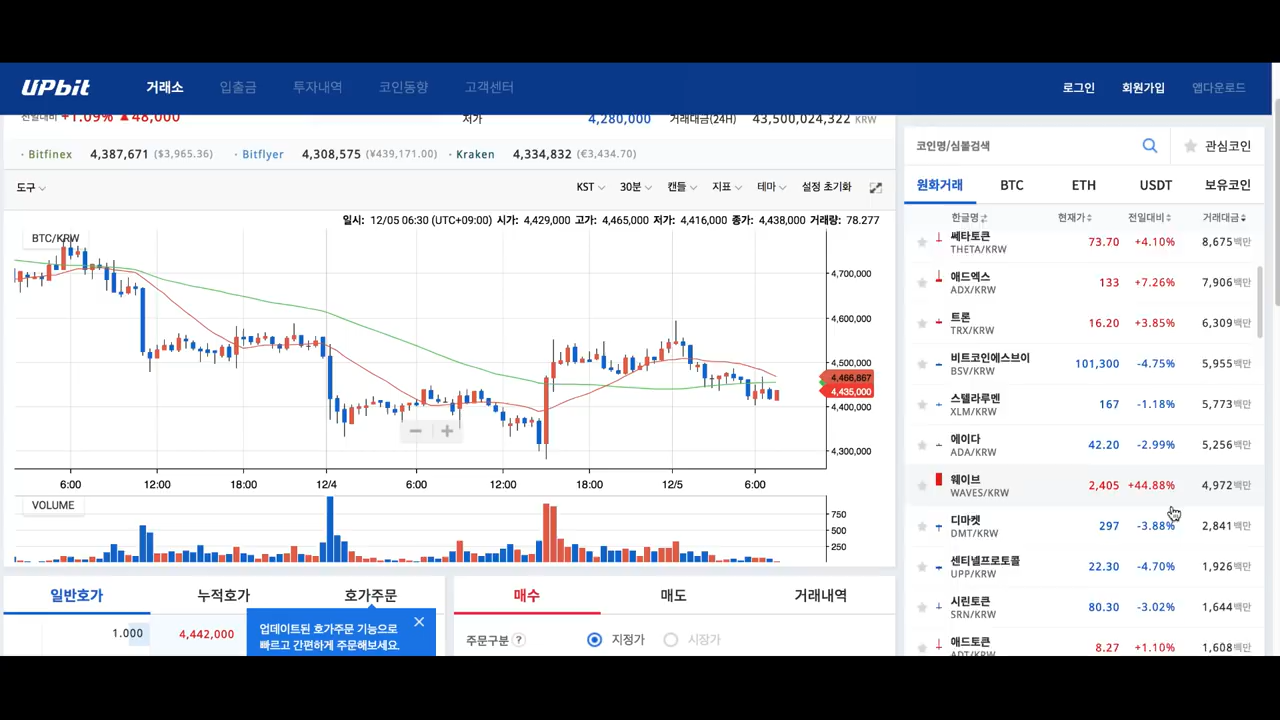 UPbit
거래소
입출금
투자내역
코인동향
고객센터
로그인
회원가입
앱다운로드
전일대비 +1.09% ▲48,000
저가 4,280,000
거래대금(24H) 43,500,024,322 KRW
· Bitfinex 4,387,671 ($3,965.36) · Bitflyer 4,308,575 (¥439,171.00) · Kraken 4,334,832 (€3,434.70)
도구
KST
30분
캔들
지표
테마
설정 초기화
일시: 12/05 06:30 (UTC+09:00) 시가: 4,429,000 고가: 4,465,000 저가: 4,416,000 종가: 4,438,000 거래량: 78.277
BTC/KRW
4,700,000
4,600,000
4,500,000
4,466,867
4,435,000
4,400,000
4,300,000
6:00 12:00 18:00 12/4 6:00 12:00 18:00 12/5 6:00
VOLUME
750
500
250
일반호가
누적호가
호가주문
1.000 4,442,000
업데이트된 호가주문 기능으로
빠르고 간편하게 주문해보세요.
매수
매도
거래내역
주문구분 ?
지정가
시장가
코인명/심볼검색
관심코인
원화거래
BTC
ETH
USDT
보유코인
한글명 현재가 전일대비 거래대금
쎄타토큰 73.70 +4.10% 8,675백만
THETA/KRW
애드엑스 133 +7.26% 7,906백만
ADX/KRW
트론 16.20 +3.85% 6,309백만
TRX/KRW
비트코인에스브이 101,300 -4.75% 5,955백만
BSV/KRW
스텔라루멘 167 -1.18% 5,773백만
XLM/KRW
에이다 42.20 -2.99% 5,256백만
ADA/KRW
웨이브 2,405 +44.88% 4,972백만
WAVES/KRW
디마켓 297 -3.88% 2,841백만
DMT/KRW
센티넬프로토콜 22.30 -4.70% 1,926백만
UPP/KRW
시린토큰 80.30 -3.02% 1,644백만
SRN/KRW
애드토큰 8.27 +1.10% 1,608백만
ADT/KRW